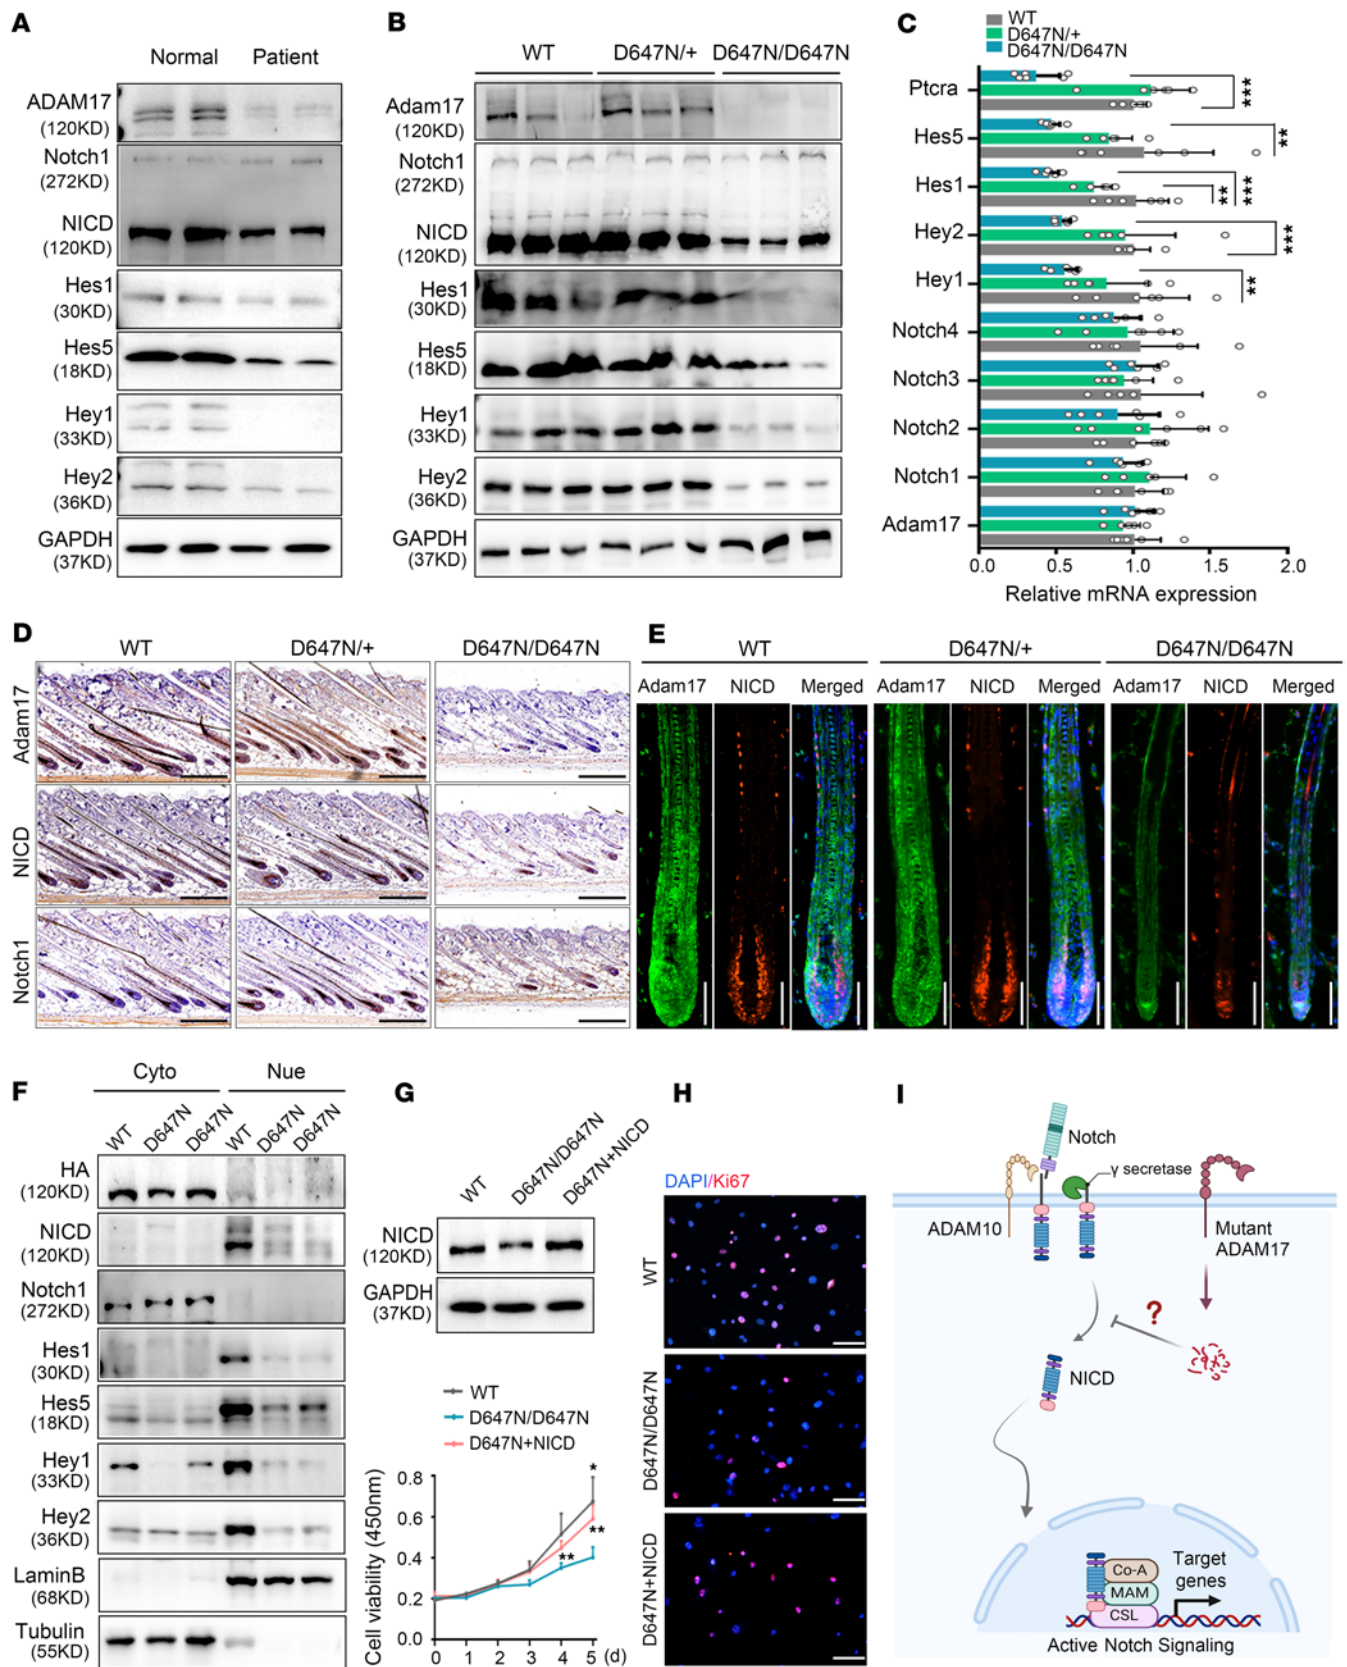 A
Normal Patient
ADAM17
(120KD)
Notch1
(272KD)
NICD
(120KD)
Hes1
(30KD)
Hes5
(18KD)
Hey1
(33KD)
Hey2
(36KD)
GAPDH
(37KD)
B
WT D647N/+ D647N/D647N
Adam17
(120KD)
Notch1
(272KD)
NICD
(120KD)
Hes1
(30KD)
Hes5
(18KD)
Hey1
(33KD)
Hey2
(36KD)
GAPDH
(37KD)
C
WT
D647N/+
D647N/D647N
Ptcra
***
Hes5
**
Hes1
**
***
Hey2
***
Hey1
**
Notch4
Notch3
Notch2
Notch1
Adam17
0.0 0.5 1.0 1.5 2.0
Relative mRNA expression
D
WT D647N/+ D647N/D647N
Adam17
NICD
Notch1
E
WT D647N/+ D647N/D647N
Adam17 NICD Merged Adam17 NICD Merged Adam17 NICD Merged
F
Cyto Nue
WT D647N D647N WT D647N D647N
HA
(120KD)
NICD
(120KD)
Notch1
(272KD)
Hes1
(30KD)
Hes5
(18KD)
Hey1
(33KD)
Hey2
(36KD)
LaminB
(68KD)
Tubulin
(55KD)
G
WT D647N/D647N D647N+NICD
NICD
(120KD)
GAPDH
(37KD)
WT
D647N/D647N
D647N+NICD
Cell viability (450nm)
0.8
0.6
0.4
0.2
0.0
*
**
**
0 1 2 3 4 5 (d)
H
DAPI/Ki67
WT
D647N/D647N
D647N+NICD
I
Notch
γ secretase
ADAM10
Mutant
ADAM17
?
NICD
Co-A
MAM
CSL
Target
genes
Active Notch Signaling